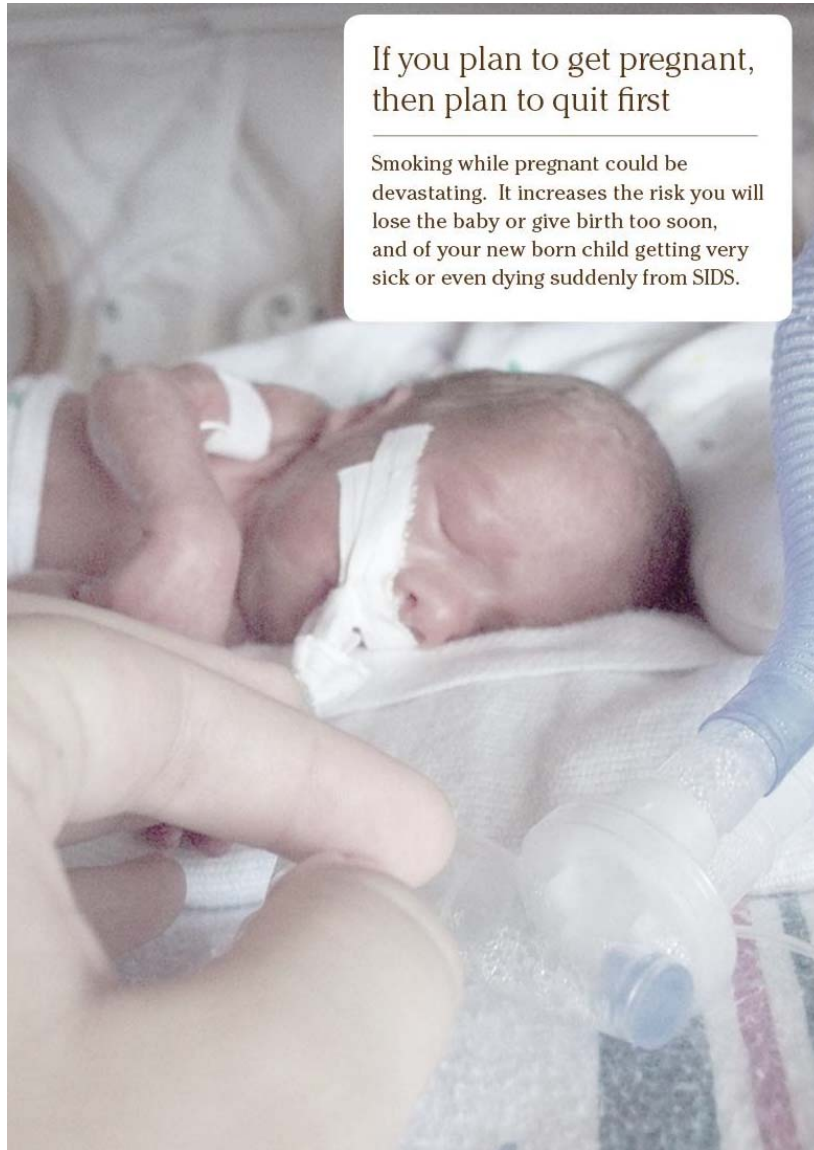 If you plan to get pregnant,
then plan to quit first
Smoking while pregnant could be
devastating.  It increases the risk you will
lose the baby or give birth too soon,
and of your new born child getting very
sick or even dying suddenly from SIDS.